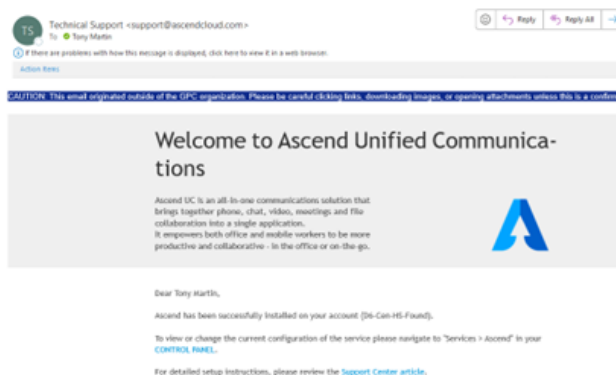 TS
Technical Support <support@ascendcloud.com>
To Tony Martin
Reply
Reply All
If there are problems with how this message is displayed, click here to view it in a web browser.
Action Items
CAUTION: This email originated outside of the GPC organization. Please be careful clicking links, downloading images, or opening attachments unless this is a confirm
Welcome to Ascend Unified Communica-
tions
Ascend UC is an all-in-one communications solution that
brings together phone, chat, video, meetings and file
collaboration into a single application.
It empowers both office and mobile workers to be more
productive and collaborative - in the office or on-the-go.
Dear Tony Martin,
Ascend has been successfully installed on your account (D6-Cen-HS-Found).
To view or change the current configuration of the service please navigate to "Services > Ascend" in your
CONTROL PANEL.
For detailed setup instructions, please review the Support Center article.